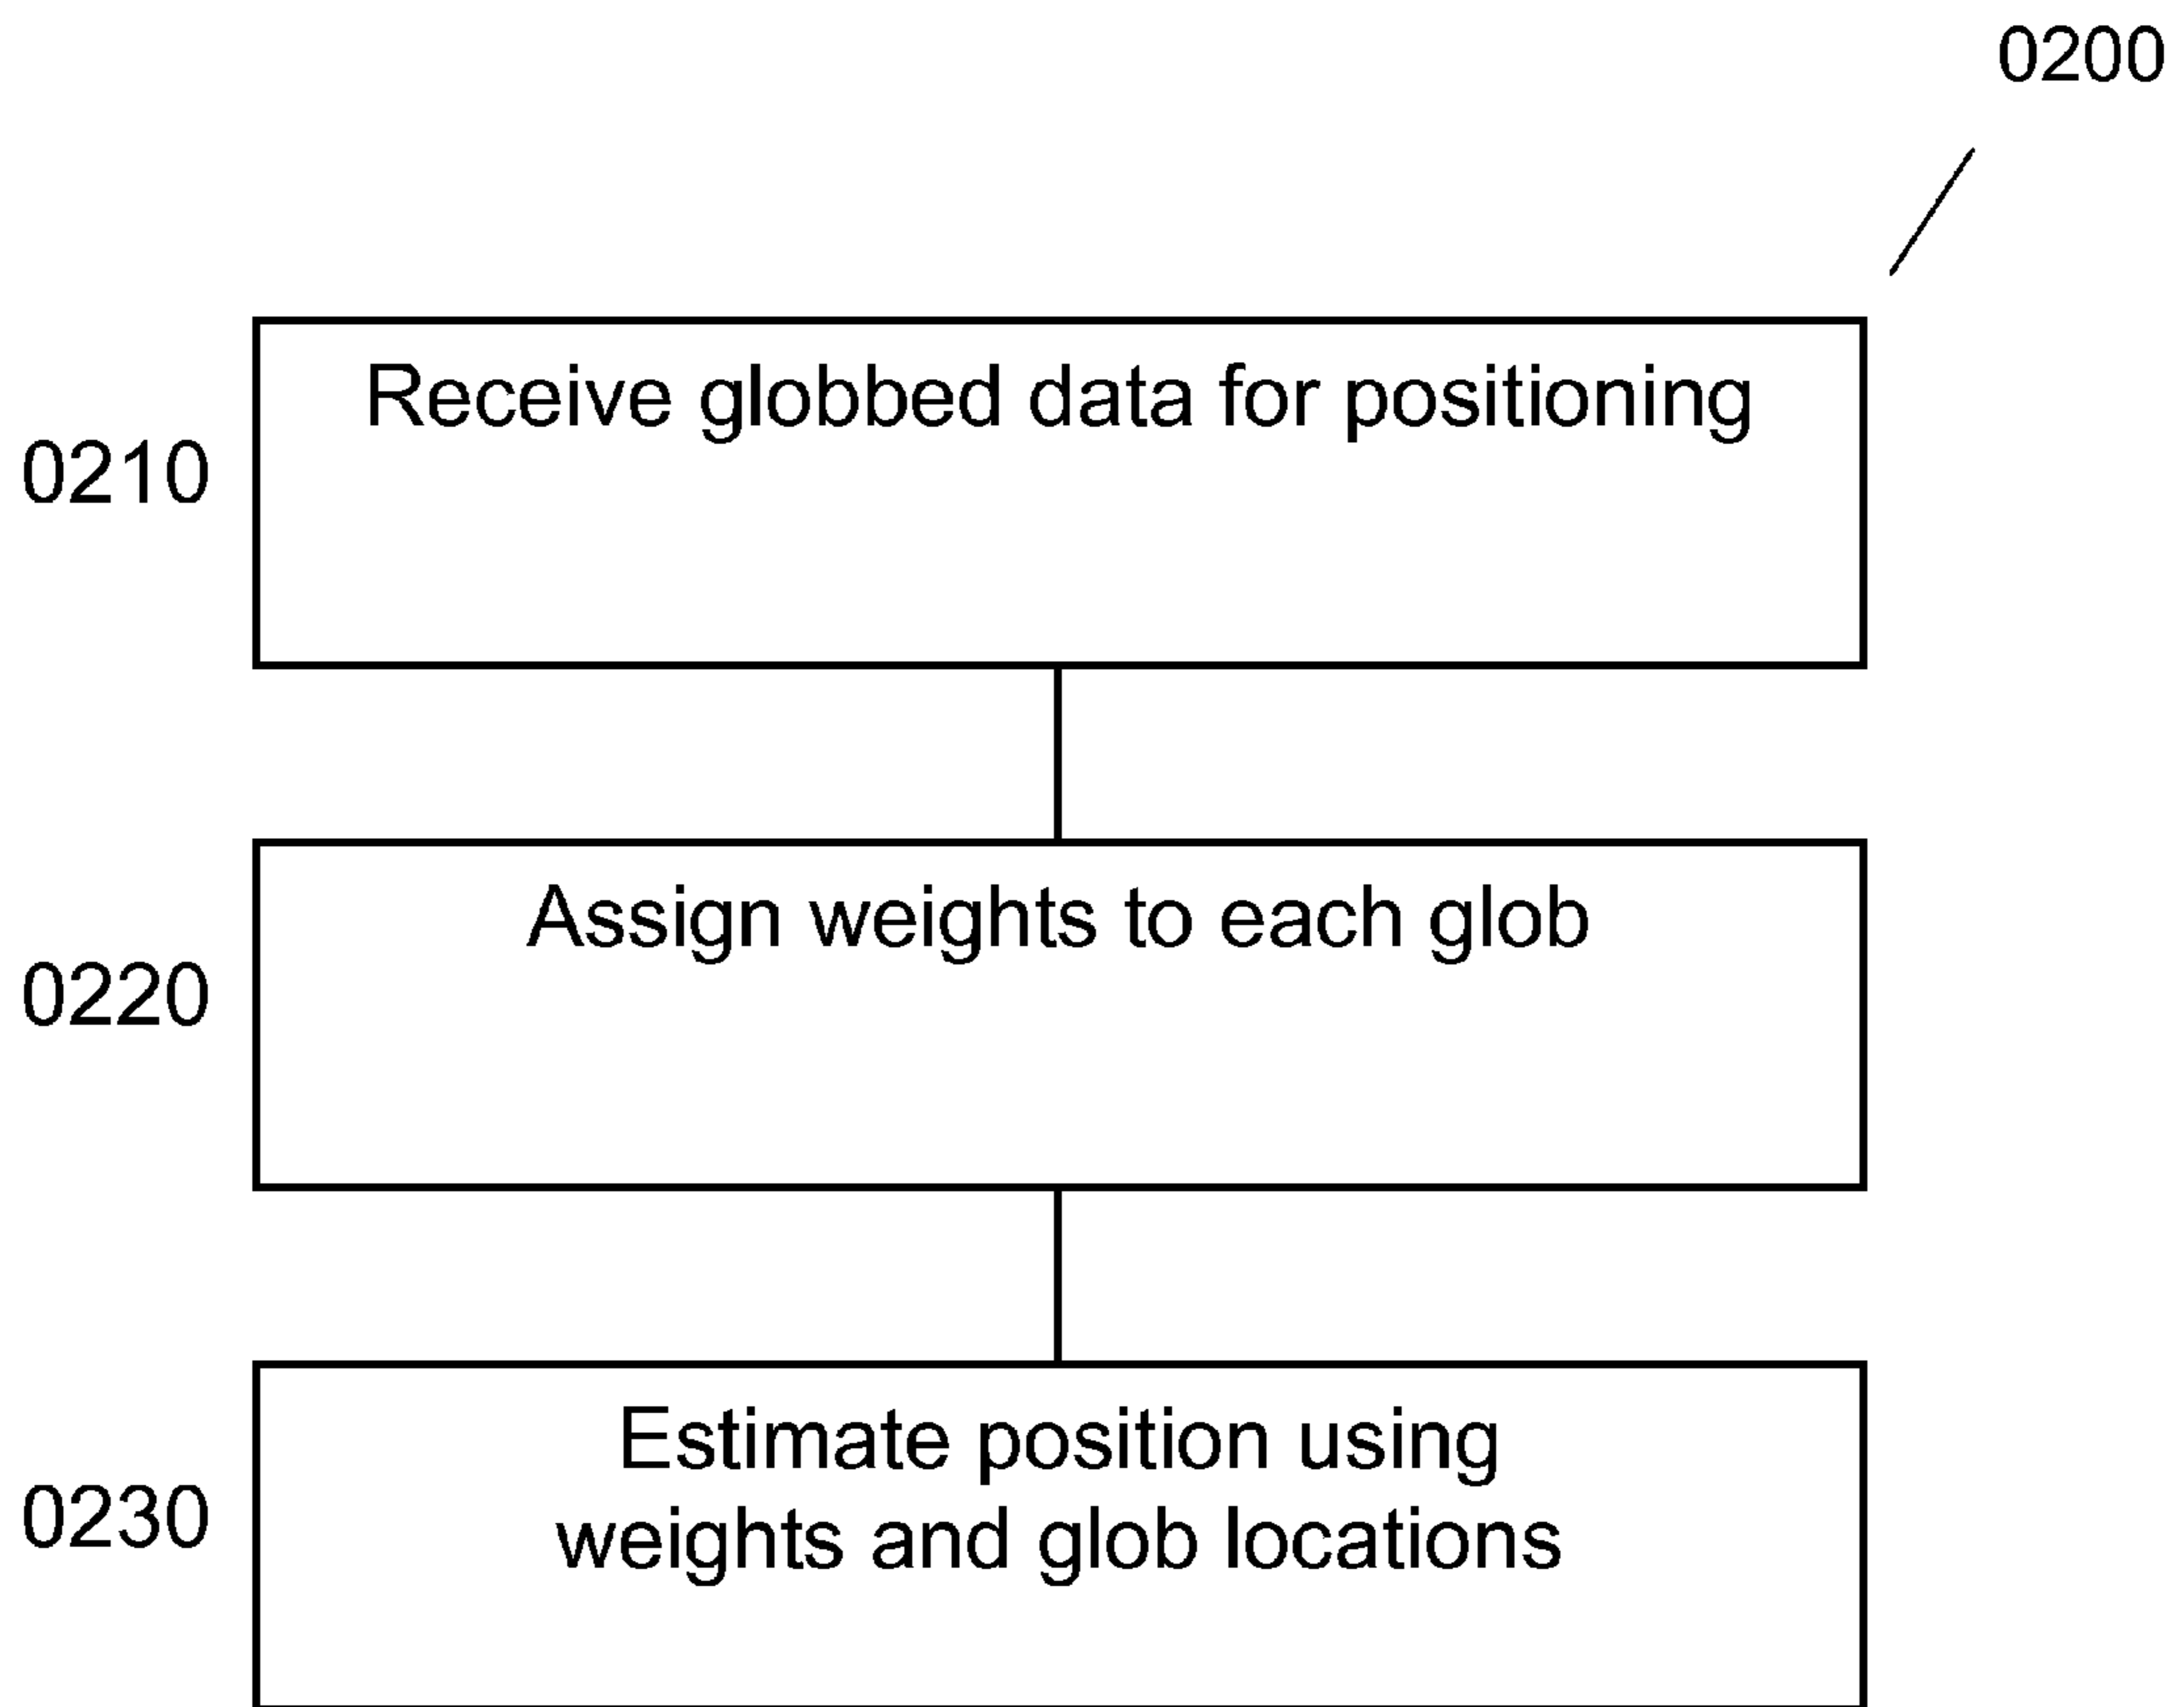 0200
Receive globbed data for positioning
0210
Assign weights to each glob
0220
Estimate position using
weights and glob locations
0230